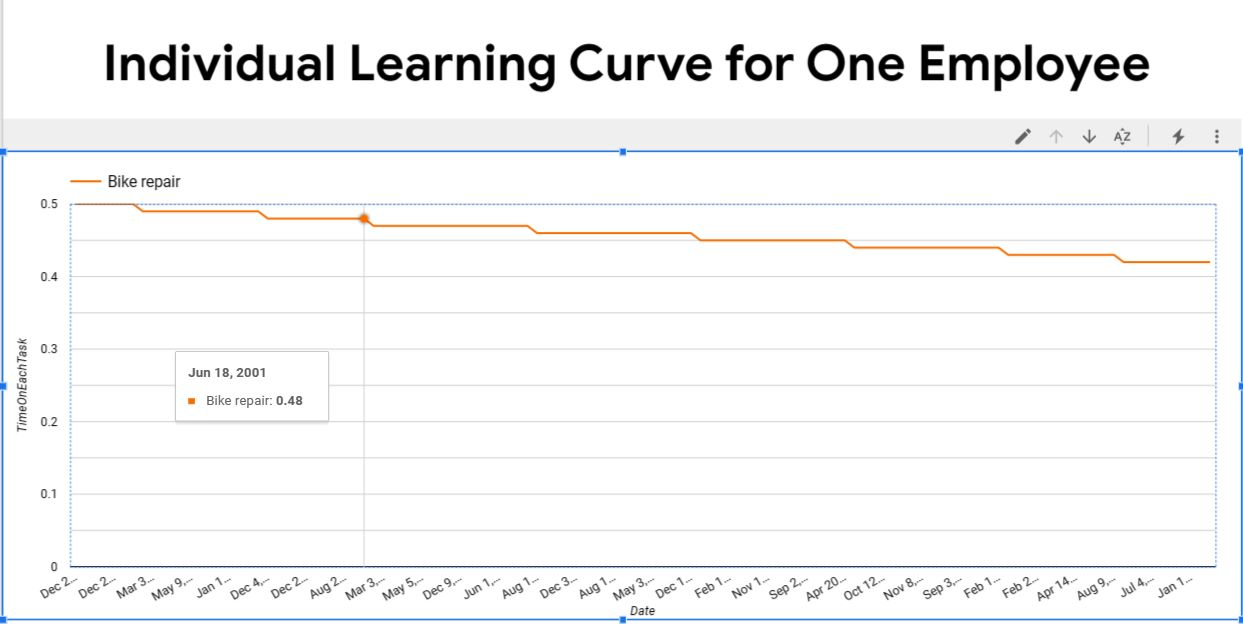 Individual Learning Curve for One Employee
AZ
Bike repair
0.5
0.4
0.3
0.2
0.1
0
TimeOnEachTask
Jun 18, 2001
Bike repair: 0.48
Dec 2... Dec 2... Mar 3... May 9,... Jan 1... Dec 4,... Dec 2... Aug 2... Mar 3,... May 5,... Dec 9,... Jun 1,... Aug 1... Dec 3... Aug 1... May 3,... Dec 1... Feb 1... Nov 1... Sep 2,... Apr 20... Oct 12... Nov 8,... Sep 3,... Feb 1... Feb 2... Apr 14... Aug 9,... Jul 4,... Jan 1...
Date